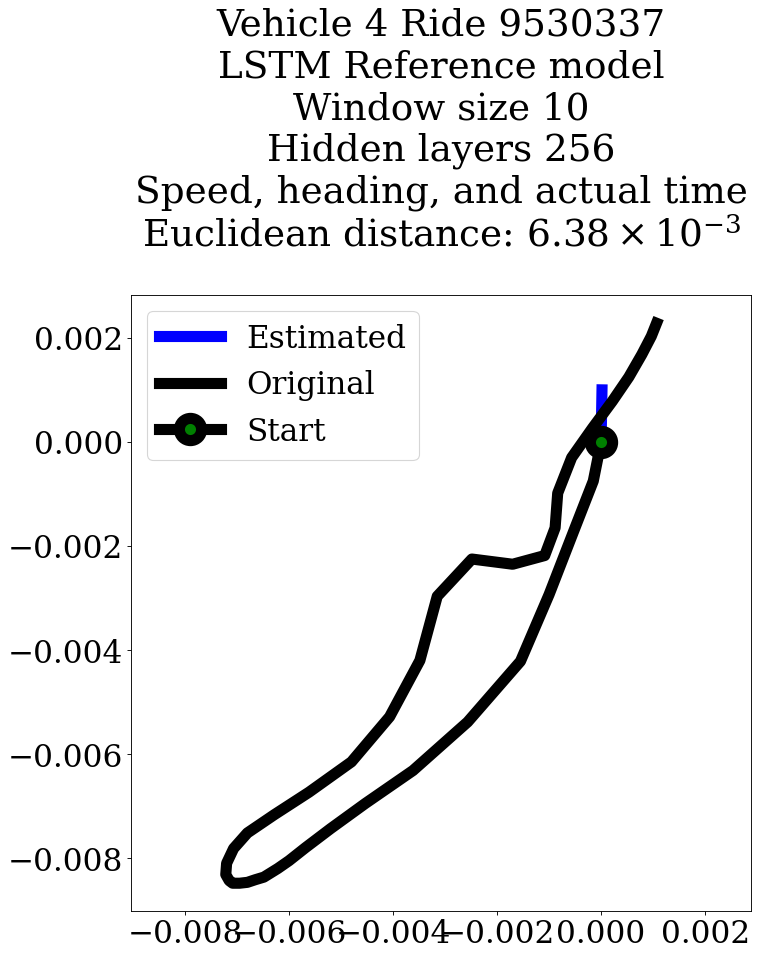 Vehicle 4 Ride 9530337
LSTM Reference model
Window size 10
Hidden layers 256
Speed, heading, and actual time
Euclidean distance: 6.38 × 10⁻³
Estimated
Original
Start
0.002
0.000
−0.002
−0.004
−0.006
−0.008
−0.008 −0.006 −0.004 −0.002 0.000 0.002